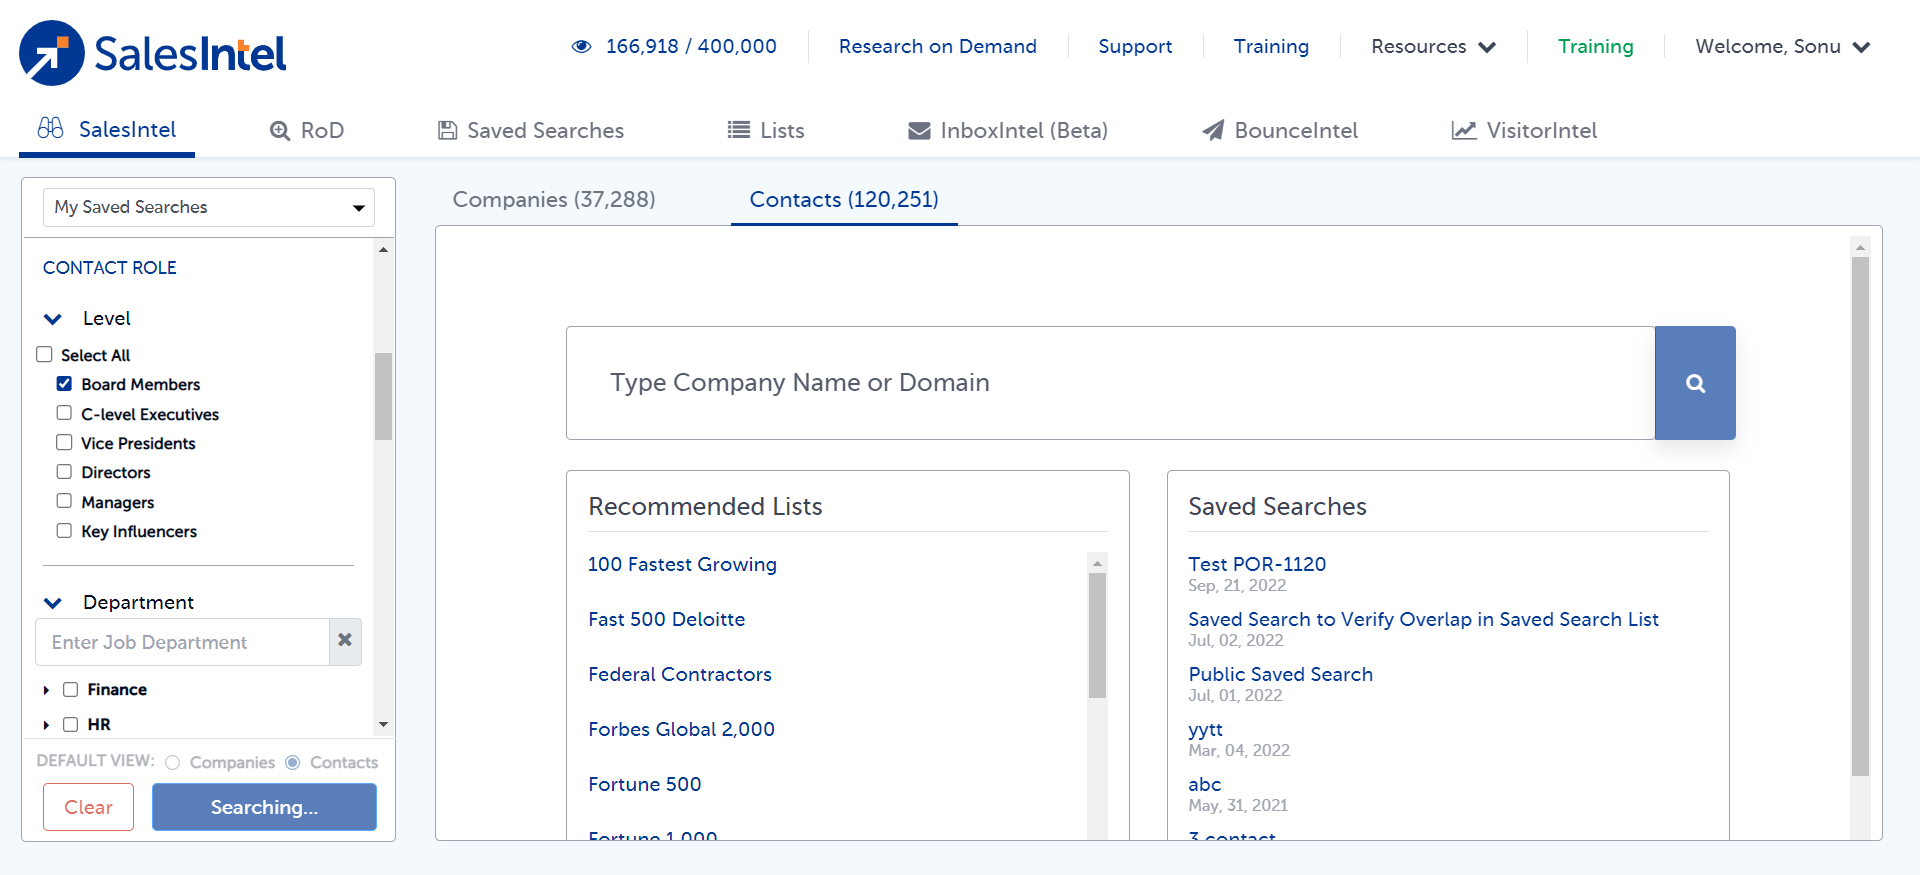 SalesIntel
166,918 / 400,000
Research on Demand
Support
Training
Resources
Training
Welcome, Sonu
SalesIntel
RoD
Saved Searches
Lists
InboxIntel (Beta)
BounceIntel
VisitorIntel
My Saved Searches
CONTACT ROLE
Level
Select All
Board Members
C-level Executives
Vice Presidents
Directors
Managers
Key Influencers
Department
Enter Job Department
Finance
HR
DEFAULT VIEW: Companies Contacts
Clear
Searching...
Companies (37,288)
Contacts (120,251)
Type Company Name or Domain
Recommended Lists
100 Fastest Growing
Fast 500 Deloitte
Federal Contractors
Forbes Global 2,000
Fortune 500
Fortune 1,000
Saved Searches
Test POR-1120
Sep, 21, 2022
Saved Search to Verify Overlap in Saved Search List
Jul, 02, 2022
Public Saved Search
Jul, 01, 2022
yytt
Mar, 04, 2022
abc
May, 31, 2021
3 contact